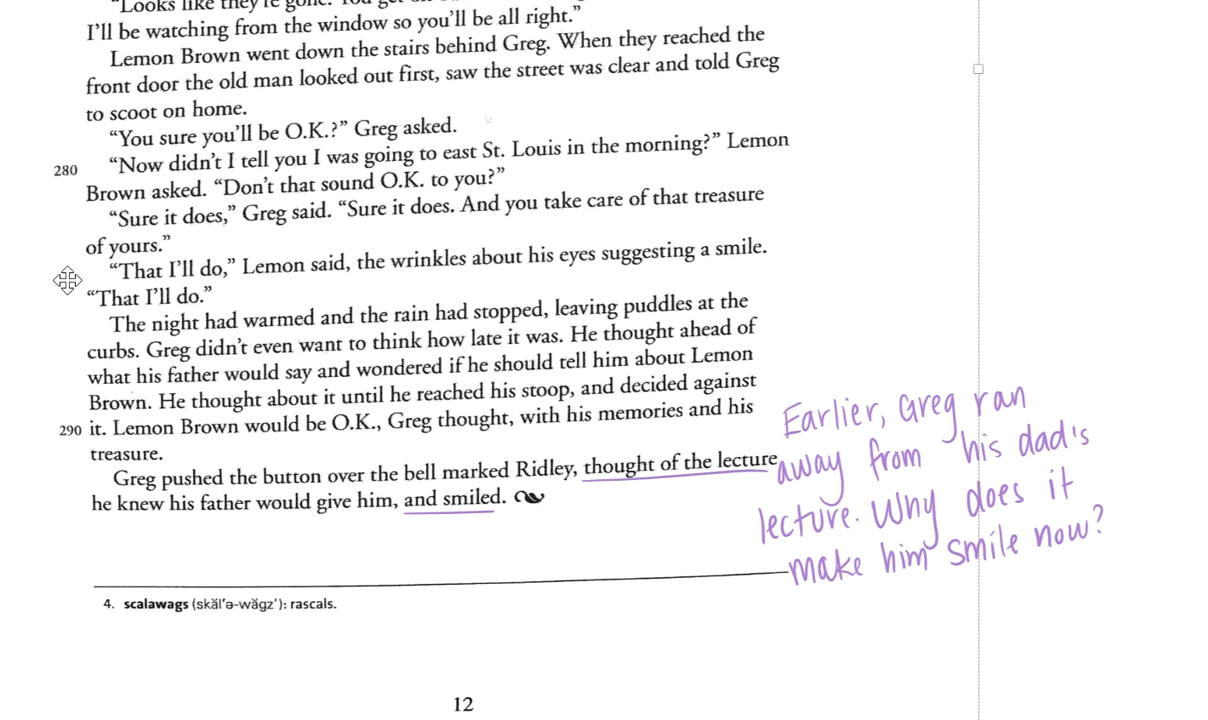 “Looks like they’re gone.
I’ll be watching from the window so you’ll be all right.”
Lemon Brown went down the stairs behind Greg. When they reached the
front door the old man looked out first, saw the street was clear and told Greg
to scoot on home.
“You sure you’ll be O.K.?” Greg asked.
280 “Now didn’t I tell you I was going to east St. Louis in the morning?” Lemon
Brown asked. “Don’t that sound O.K. to you?”
“Sure it does,” Greg said. “Sure it does. And you take care of that treasure
of yours.”
“That I’ll do,” Lemon said, the wrinkles about his eyes suggesting a smile.
“That I’ll do.”
The night had warmed and the rain had stopped, leaving puddles at the
curbs. Greg didn’t even want to think how late it was. He thought ahead of
what his father would say and wondered if he should tell him about Lemon
Brown. He thought about it until he reached his stoop, and decided against
290 it. Lemon Brown would be O.K., Greg thought, with his memories and his
treasure.
Greg pushed the button over the bell marked Ridley, thought of the lecture
he knew his father would give him, and smiled.
Earlier, Greg ran
away from his dad's
lecture. Why does it
make him smile now?
4. scalawags (skăl′ə-wăgz′): rascals.
12